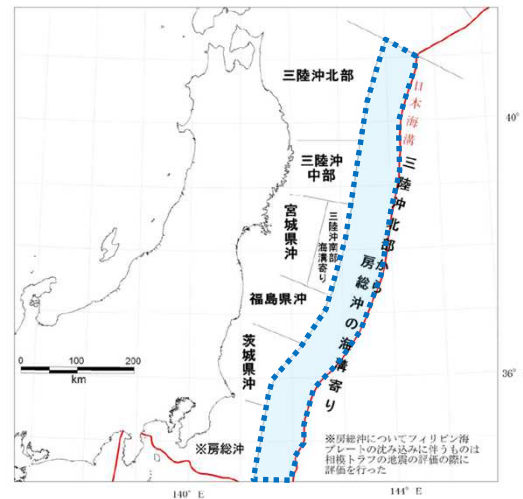 三陸沖北部
日本海溝
40°
三陸沖
中部
宮城県沖
三陸沖南部
海溝寄り
三陸沖北部から
房総沖の海溝寄り
福島県沖
茨城県沖
0 50 100 200
km
36°
※房総沖
※房総沖についてフィリピン海
プレートの沈み込みに伴うものは
相模トラフの地震の評価の際に
評価を行った
140° E
144° E